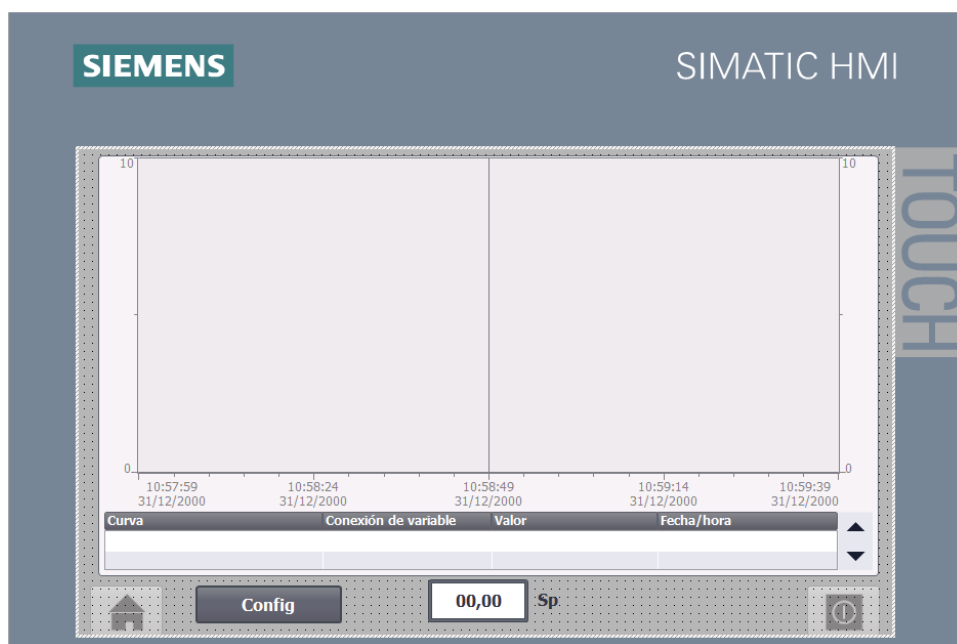 SIEMENS
SIMATIC HMI
TOUCH
10 10
0 0
10:57:59 10:58:24 10:58:49 10:59:14 10:59:39
31/12/2000 31/12/2000 31/12/2000 31/12/2000 31/12/2000
Curva Conexión de variable Valor Fecha/hora
Config 00,00 Sp